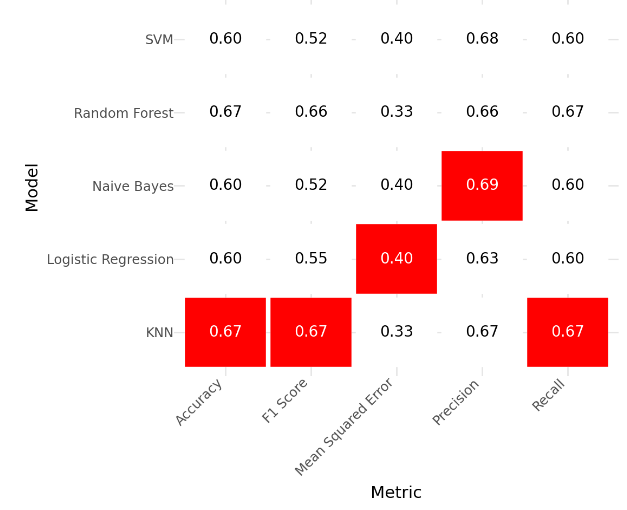 SVM 0.60 0.52 0.40 0.68 0.60
Random Forest 0.67 0.66 0.33 0.66 0.67
Naive Bayes 0.60 0.52 0.40 0.69 0.60
Logistic Regression 0.60 0.55 0.40 0.63 0.60
KNN 0.67 0.67 0.33 0.67 0.67
Accuracy F1 Score Mean Squared Error Precision Recall
Metric
Model